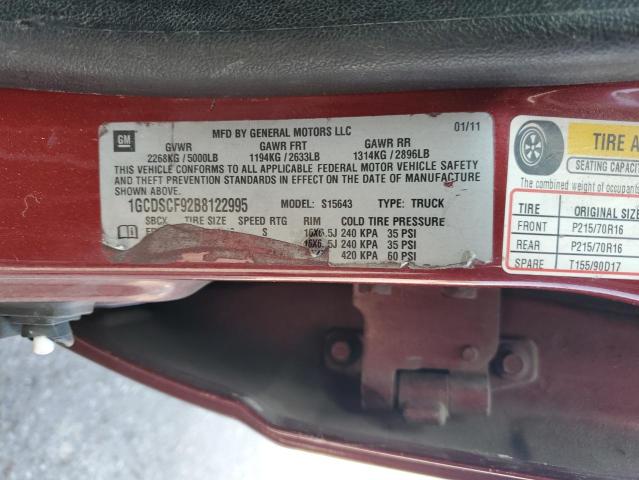 GM
MFD BY GENERAL MOTORS LLC 01/11
GVWR GAWR FRT GAWR RR
2268KG / 5000LB 1194KG / 2633LB 1314KG / 2896LB
THIS VEHICLE CONFORMS TO ALL APPLICABLE FEDERAL MOTOR VEHICLE SAFETY
AND THEFT PREVENTION STANDARDS IN EFFECT ON THE DATE OF MANUFACTURE
SHOWN ABOVE.
1GCDSCF92B8122995 MODEL: S15643 TYPE: TRUCK
SBCX TIRE SIZE SPEED RTG RIM COLD TIRE PRESSURE
S 16X6.5J 240 KPA 35 PSI
16X6.5J 240 KPA 35 PSI
420 KPA 60 PSI
TIRE A
SEATING CAPACITY
The combined weight of occupants
TIRE ORIGINAL SIZE
FRONT P215/70R16
REAR P215/70R16
SPARE T155/90D17